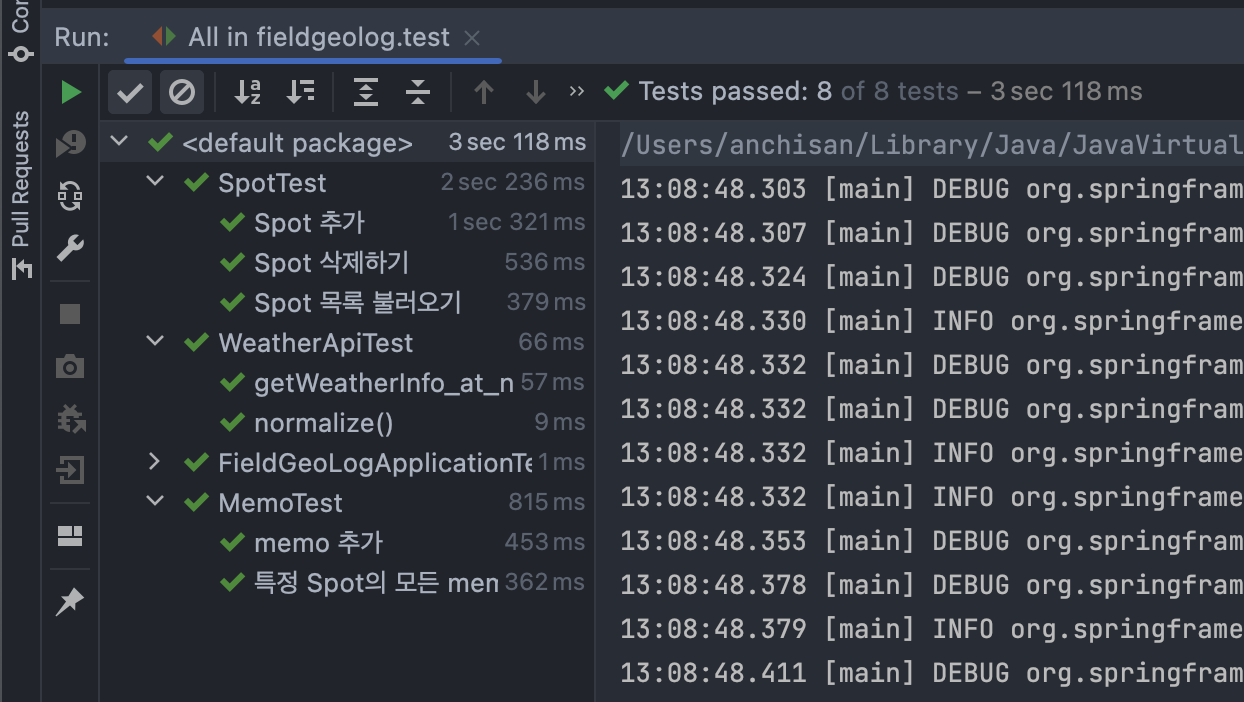 Cor
Pull Requests
Run:
All in fieldgeolog.test
Tests passed: 8 of 8 tests – 3 sec 118 ms
<default package> 3 sec 118 ms
SpotTest 2 sec 236 ms
Spot 추가 1 sec 321 ms
Spot 삭제하기 536 ms
Spot 목록 불러오기 379 ms
WeatherApiTest 66 ms
getWeatherInfo_at_n 57 ms
normalize() 9 ms
FieldGeoLogApplicationTe 1 ms
MemoTest 815 ms
memo 추가 453 ms
특정 Spot의 모든 mem 362 ms
/Users/anchisan/Library/Java/JavaVirtual
13:08:48.303 [main] DEBUG org.springfram
13:08:48.307 [main] DEBUG org.springfram
13:08:48.324 [main] DEBUG org.springfram
13:08:48.330 [main] INFO org.springframe
13:08:48.332 [main] DEBUG org.springfram
13:08:48.332 [main] DEBUG org.springfram
13:08:48.332 [main] INFO org.springframe
13:08:48.332 [main] INFO org.springframe
13:08:48.353 [main] DEBUG org.springfram
13:08:48.378 [main] DEBUG org.springfram
13:08:48.379 [main] INFO org.springframe
13:08:48.411 [main] DEBUG org.springfram